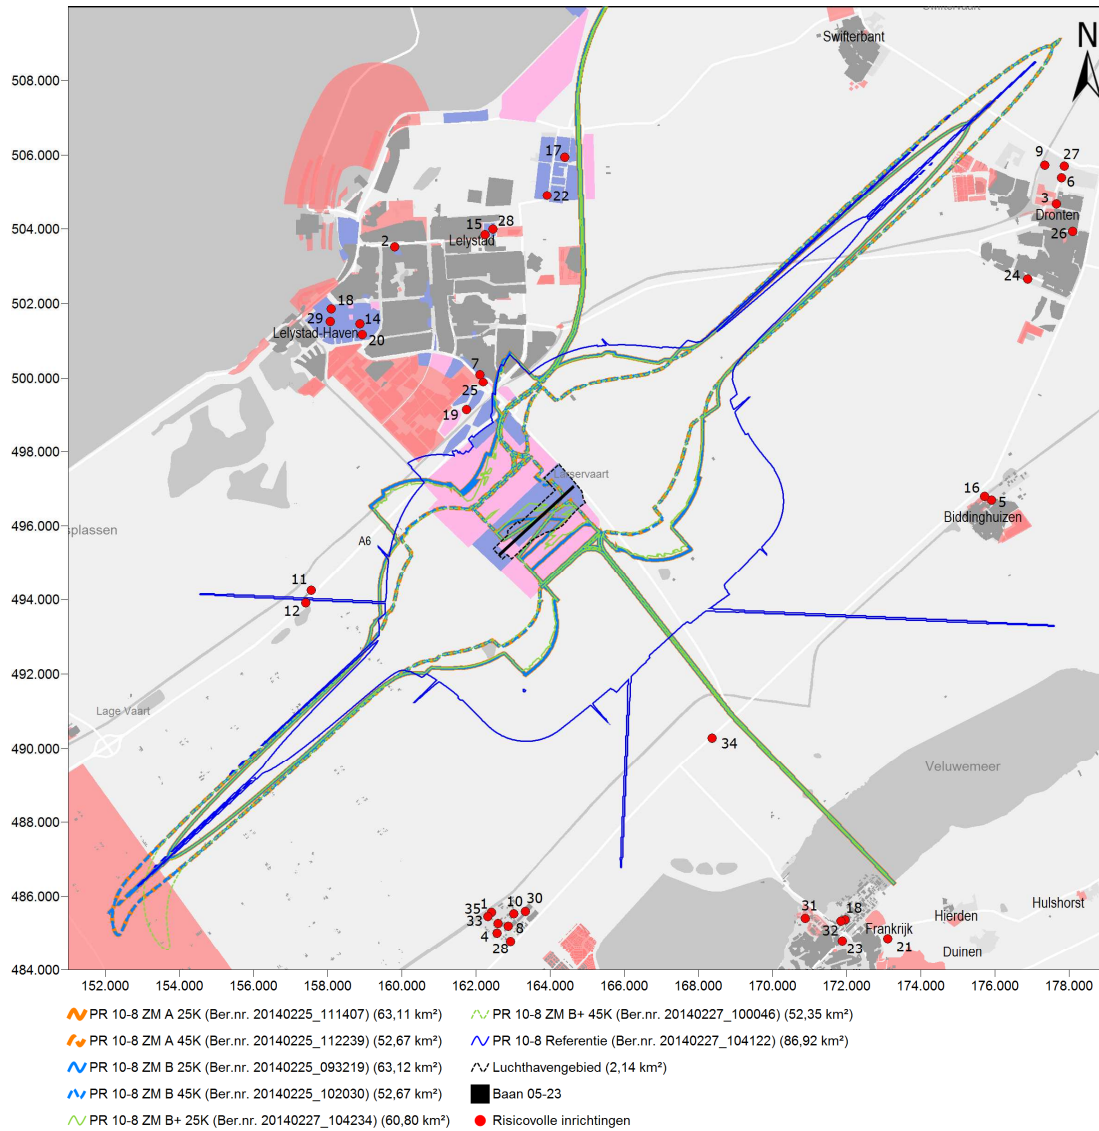 Swifterbant
N
508.000
506.000
504.000
502.000
500.000
498.000
496.000
494.000
492.000
490.000
488.000
486.000
484.000
17
22
9
27
6
3
Dronten
26
24
15
28
Lelystad
2
18
29
14
Lelystad-Haven
20
7
25
19
Larservaart
16
5
Biddinghuizen
splassen
A6
11
12
Lage Vaart
34
Veluwemeer
1
35
33
10
30
4
8
28
31
18
32
Frankrijk
23
21
Hierden
Hulshorst
Duinen
152.000 154.000 156.000 158.000 160.000 162.000 164.000 166.000 168.000 170.000 172.000 174.000 176.000 178.000
PR 10-8 ZM A 25K (Ber.nr. 20140225_111407) (63,11 km²)
PR 10-8 ZM A 45K (Ber.nr. 20140225_112239) (52,67 km²)
PR 10-8 ZM B 25K (Ber.nr. 20140225_093219) (63,12 km²)
PR 10-8 ZM B 45K (Ber.nr. 20140225_102030) (52,67 km²)
PR 10-8 ZM B+ 25K (Ber.nr. 20140227_104234) (60,80 km²)
PR 10-8 ZM B+ 45K (Ber.nr. 20140227_100046) (52,35 km²)
PR 10-8 Referentie (Ber.nr. 20140227_104122) (86,92 km²)
Luchthavengebied (2,14 km²)
Baan 05-23
Risicovolle inrichtingen